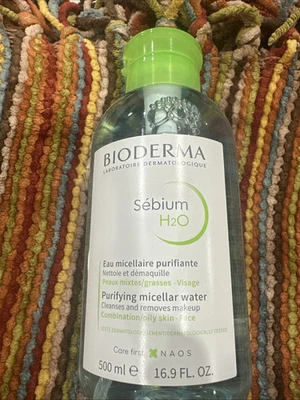 BIODERMA
LABORATOIRE DERMATOLOGIQUE
Sébium
H2O
Eau micellaire purifiante
Nettoie et démaquille
Peaux mixtes/grasses - Visage
Purifying micellar water
Cleanses and removes makeup
Combination/oily skin - Face
Care first NAOS
500 ml ℮ 16.9 FL. OZ.